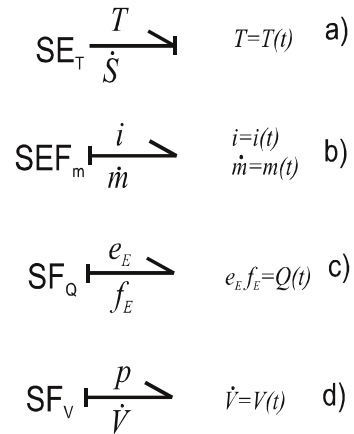 SE_T T Ṡ T=T(t) a)
SEF_m i ṁ i=i(t) ṁ=m(t) b)
SF_Q e_E f_E e_E f_E=Q(t) c)
SF_V p V̇ V̇=V(t) d)